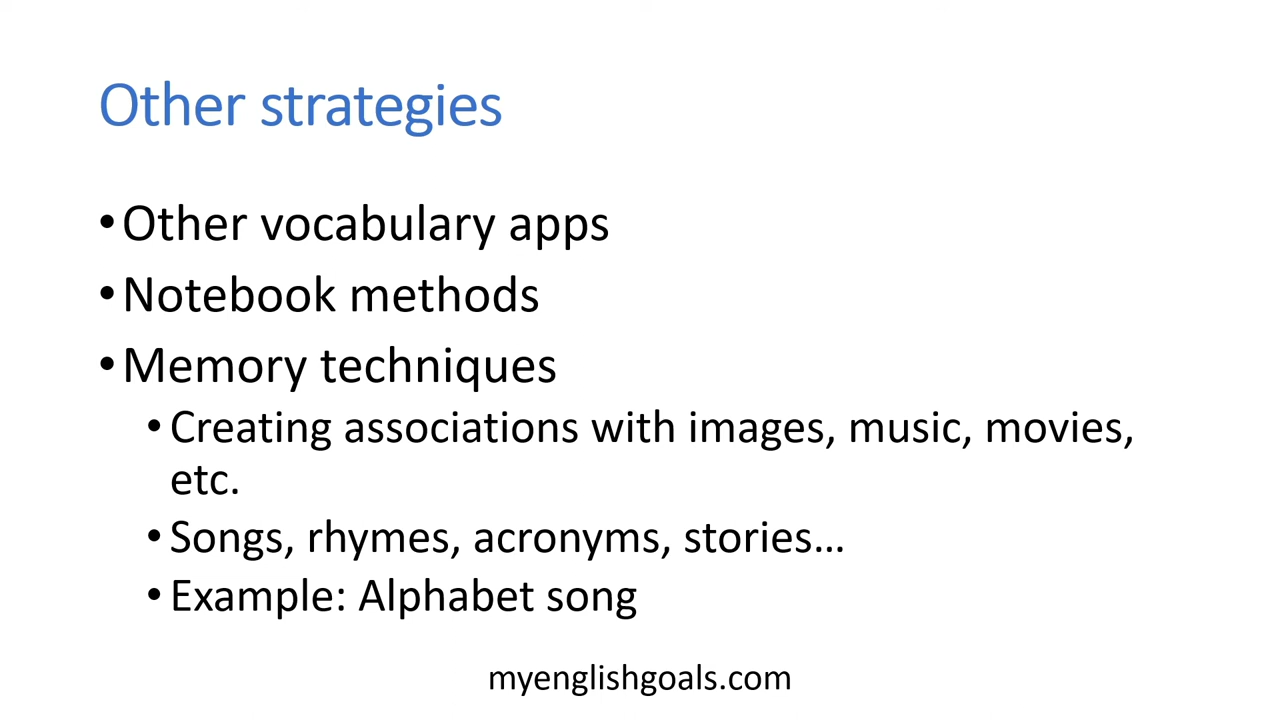 Other strategies
• Other vocabulary apps
• Notebook methods
• Memory techniques
• Creating associations with images, music, movies,
etc.
• Songs, rhymes, acronyms, stories…
• Example: Alphabet song
myenglishgoals.com